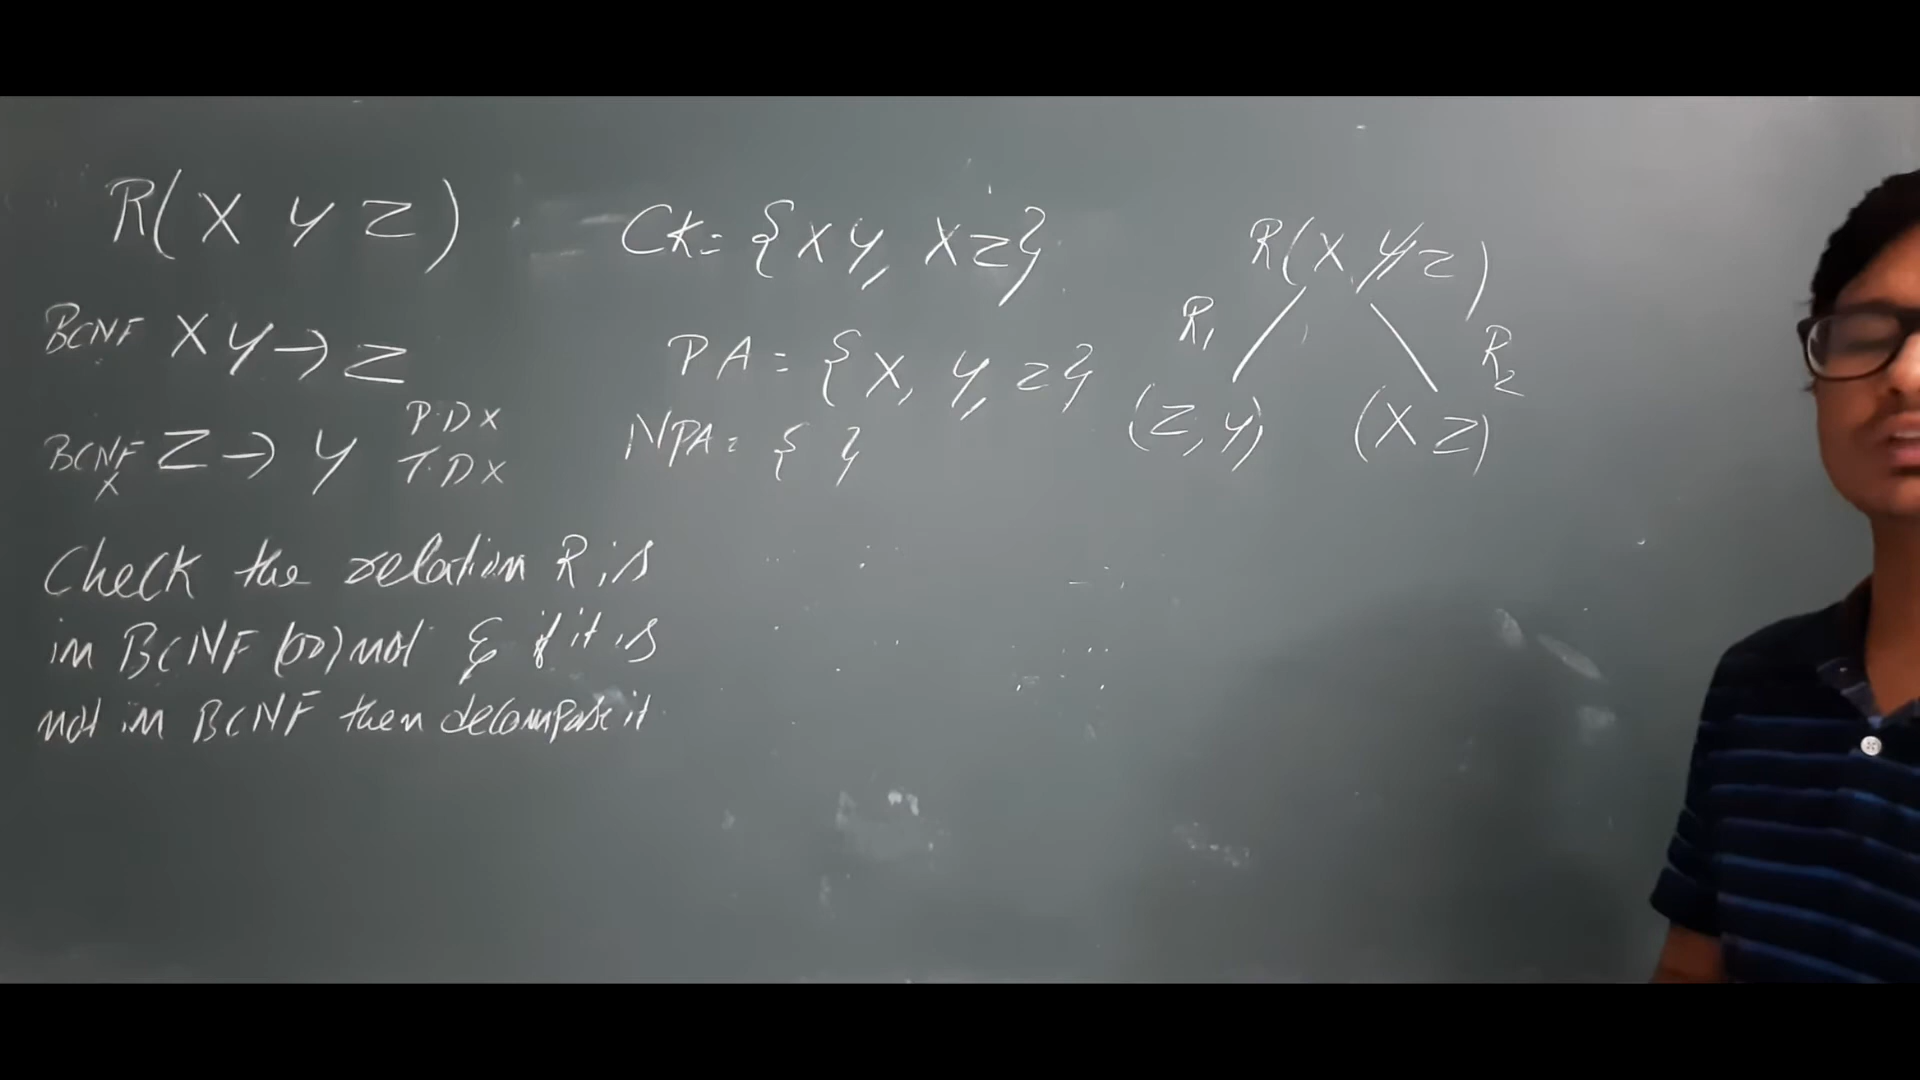 R(X Y Z)
BCNF XY→Z
BCNF Z→Y P.D X
X T.D X
Check the relation R is
in BCNF (or) not & if it is
not in BCNF then decompose it
CK= {XY, XZ}
PA= {X, Y, Z}
NPA= { }
R(X Y Z)
R1 R2
(Z, Y) (X Z)